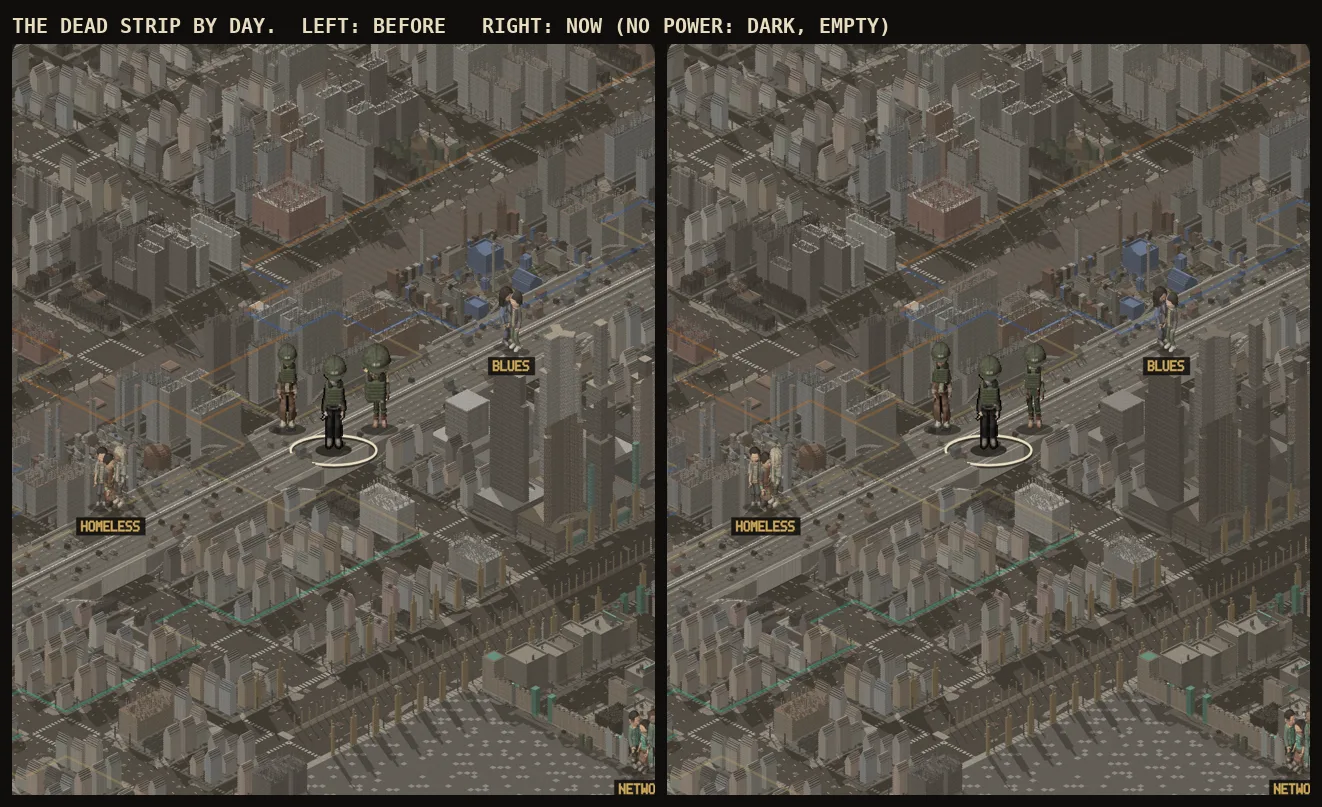 THE DEAD STRIP BY DAY.  LEFT: BEFORE   RIGHT: NOW (NO POWER: DARK, EMPTY)
BLUES
HOMELESS
NETWO
BLUES
HOMELESS
NETWO